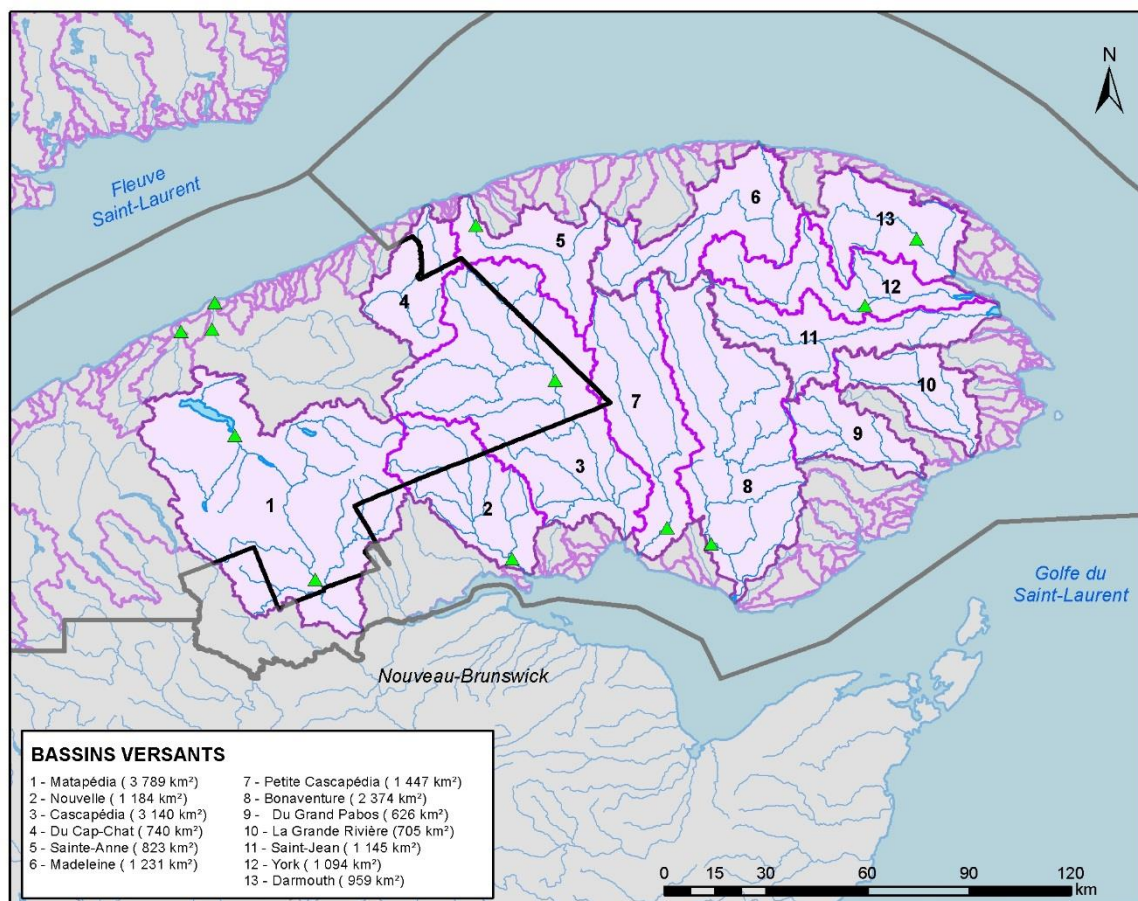 N
Fleuve
Saint-Laurent
6
13
5
12
4
11
10
7
9
3
8
1
2
Golfe du
Saint-Laurent
Nouveau-Brunswick
BASSINS VERSANTS
1 - Matapédia ( 3 789 km²)
2 - Nouvelle ( 1 184 km²)
3 - Cascapédia ( 3 140 km²)
4 - Du Cap-Chat ( 740 km²)
5 - Sainte-Anne ( 823 km²)
6 - Madeleine ( 1 231 km²)
7 - Petite Cascapédia ( 1 447 km²)
8 - Bonaventure ( 2 374 km²)
9 - Du Grand Pabos ( 626 km²)
10 - La Grande Rivière (705 km²)
11 - Saint-Jean ( 1 145 km²)
12 - York ( 1 094 km²)
13 - Darmouth ( 959 km²)
0 15 30 60 90 120
km